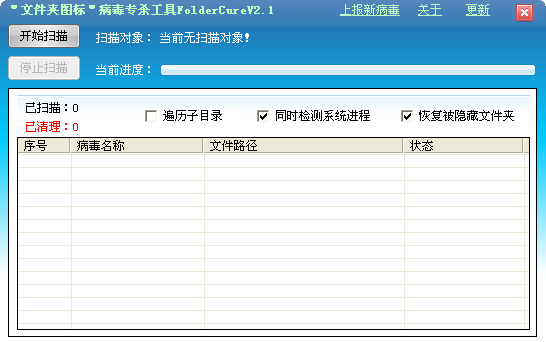 "文件夹图标"病毒专杀工具FolderCureV2.1 上报新病毒 关于 更新
开始扫描 扫描对象： 当前无扫描对象！
停止扫描 当前进度：
已扫描：0
已清理：0
遍历子目录 同时检测系统进程 恢复被隐藏文件夹
序号 病毒名称 文件路径 状态